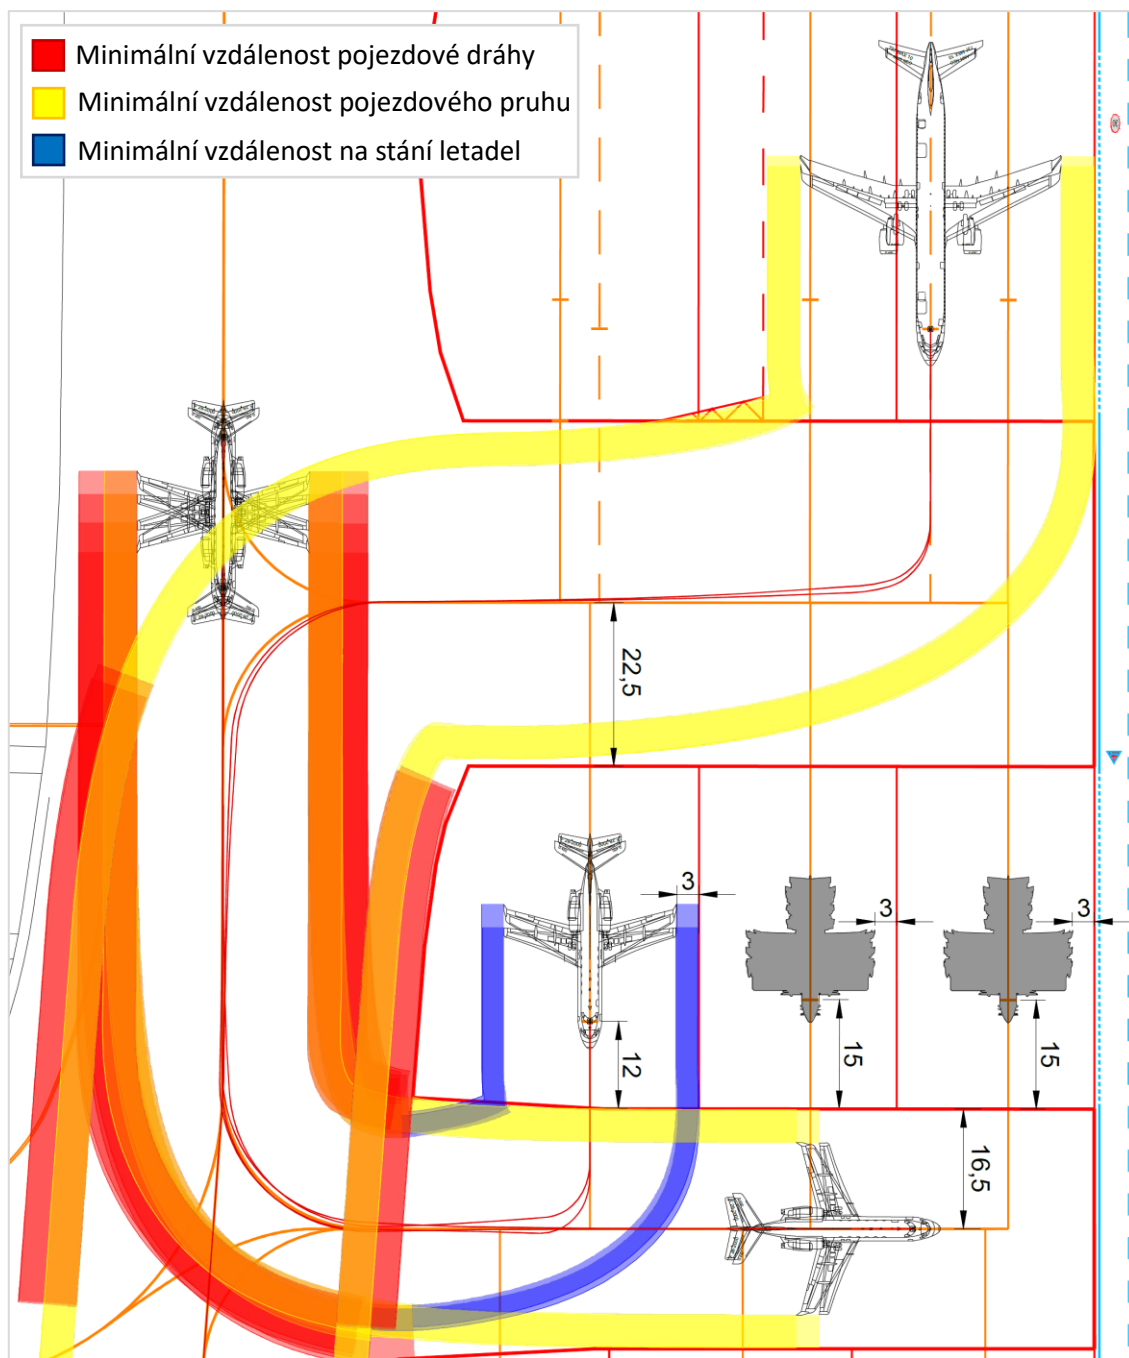 Minimální vzdálenost pojezdové dráhy
Minimální vzdálenost pojezdového pruhu
Minimální vzdálenost na stání letadel
22,5
3
3
3
12
15
15
16,5